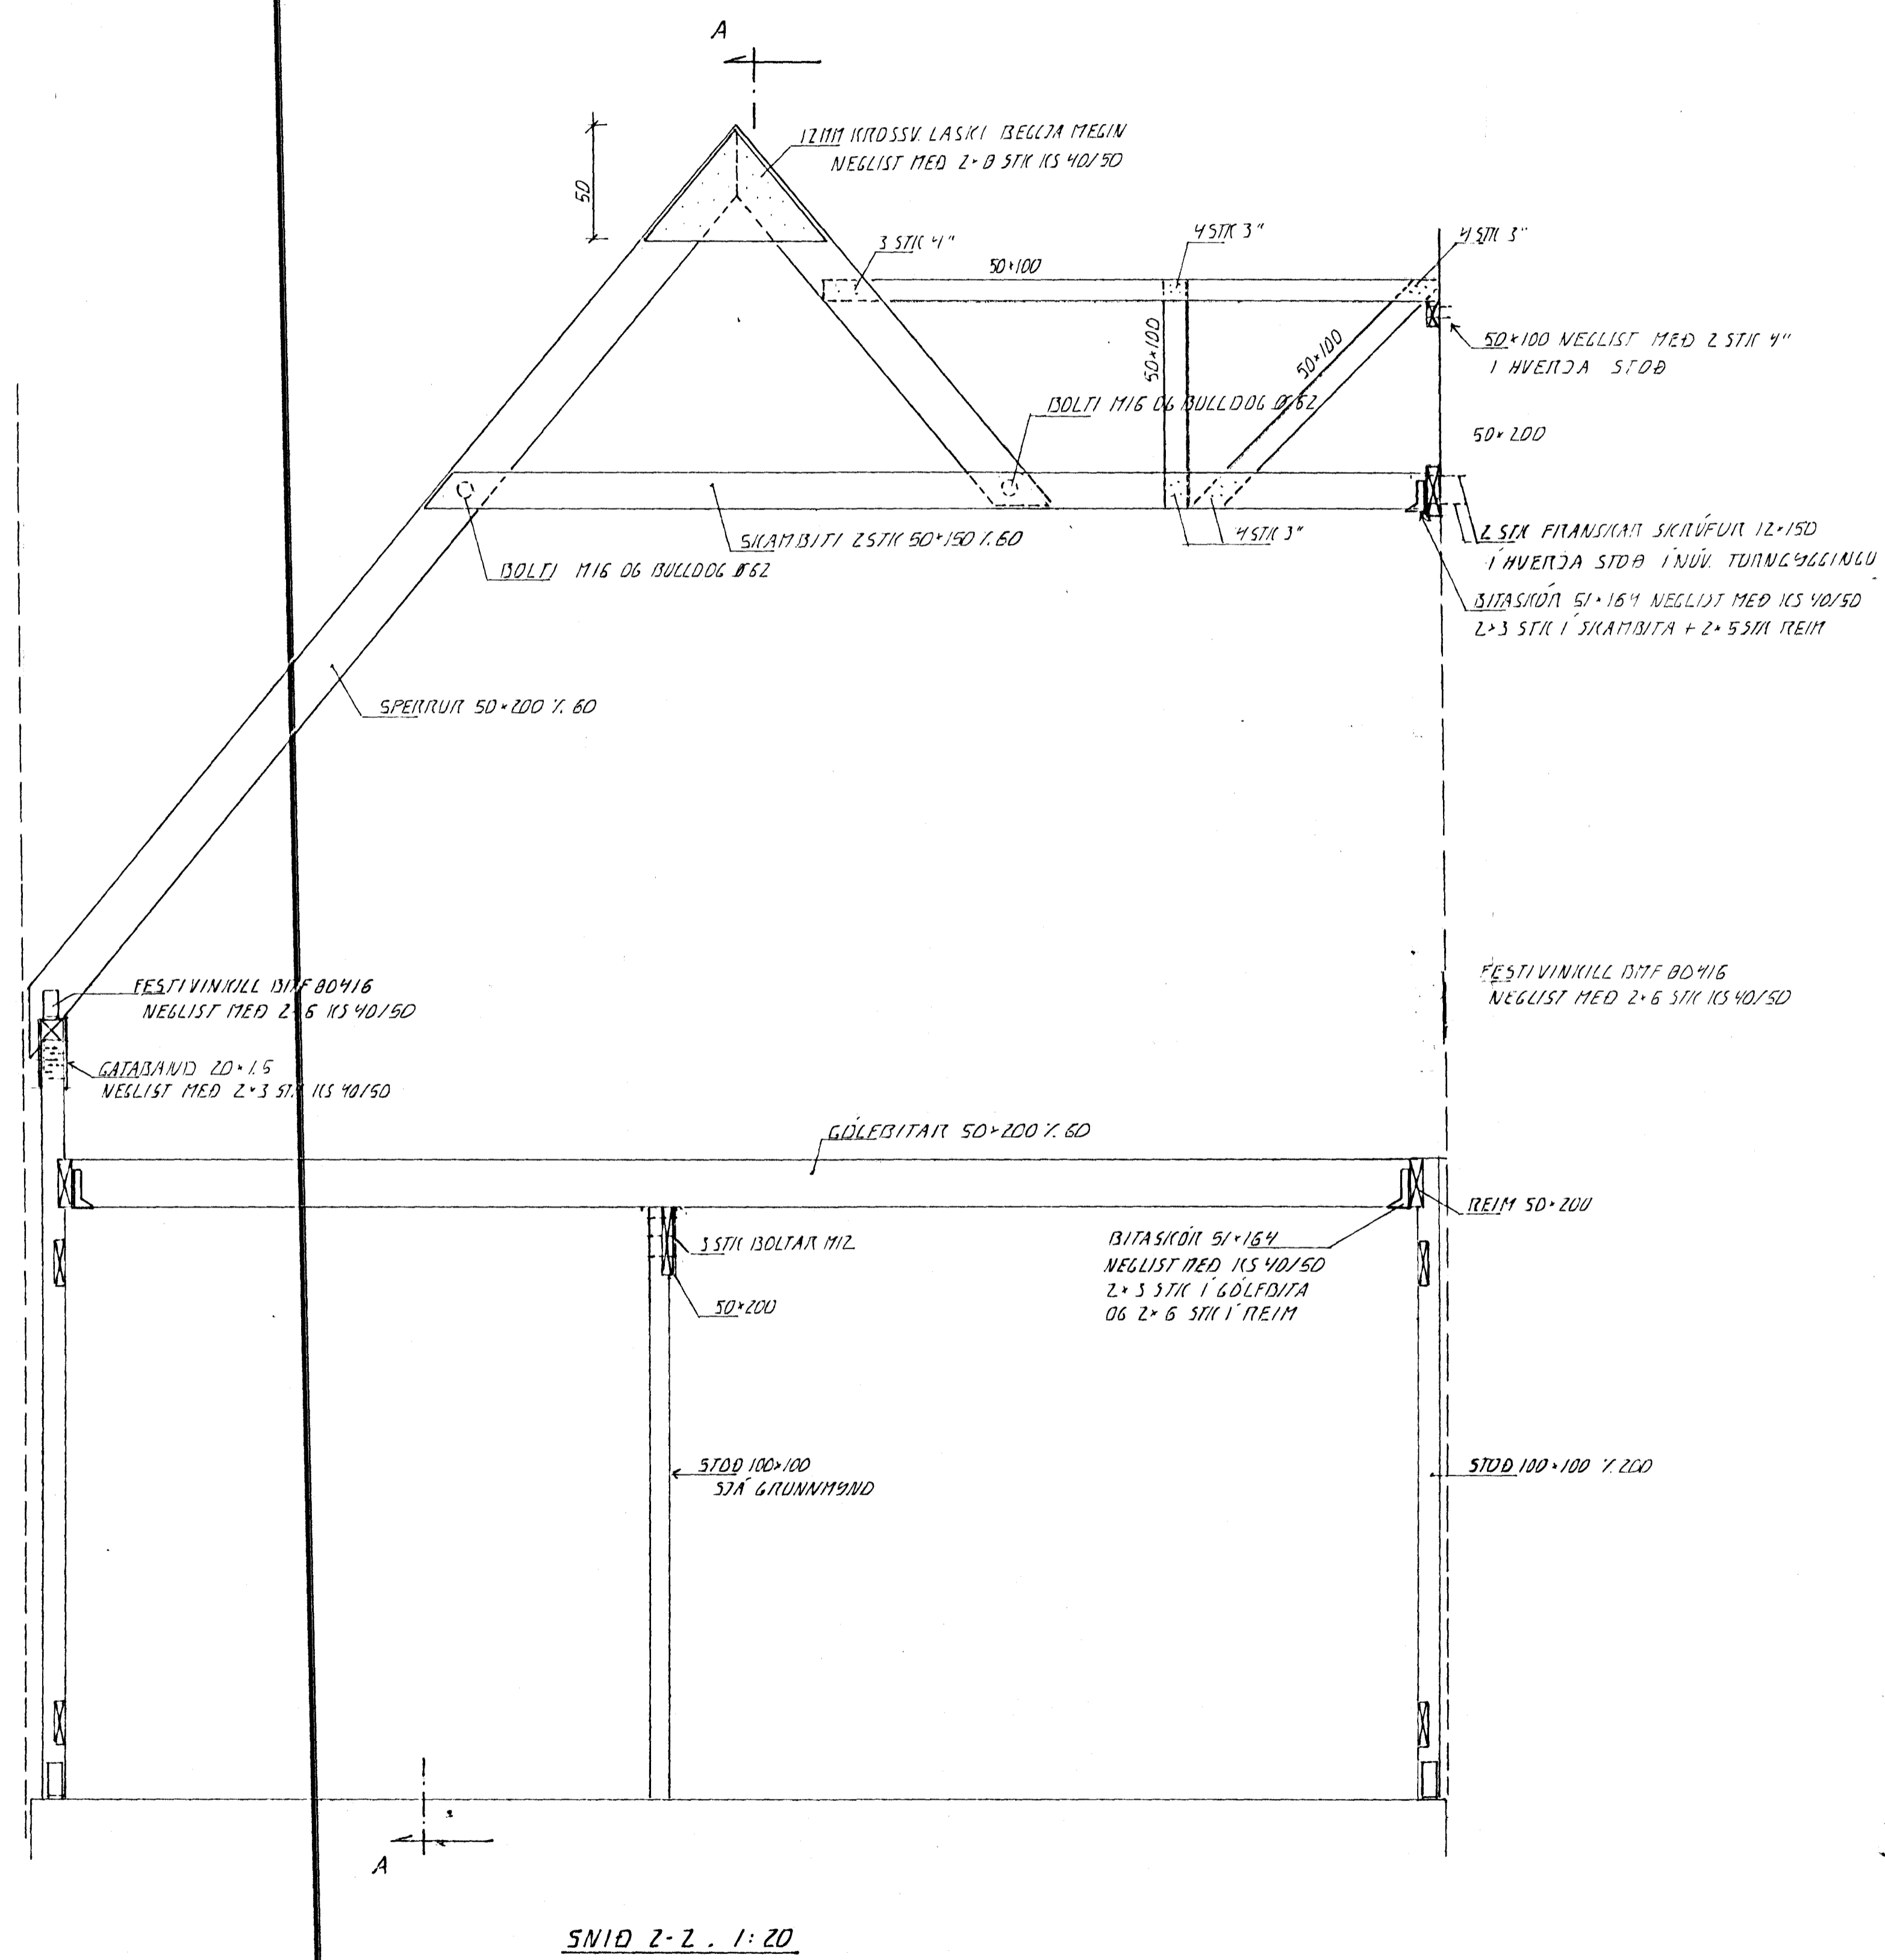 A
12MM KROSSV. LASKI BEGGJA MEGIN
NEGLIST MEÐ 2×8 STK KS 40/50
50
3 STK 4"
4 STK 3"
4 STK 3"
50×100
50×100
50×100
50×100 NEGLIST MEÐ 2 STK 4"
Í HVERJA STOÐ
BOLTI M16 OG BULLDOG Ø62
50×200
SKAMBITI 2STK 50×150 %60
4 STK 3"
BOLTI M16 OG BULLDOG Ø62
2 STK FRANSKAR SKRÚFUR 12×150
Í HVERJA STOÐ Í NÚV. TURNBYGGINGU
BITASKÓR 51×164 NEGLIST MEÐ KS 40/50
2×3 STK Í SKAMBITA + 2×5 STK REIM
SPERRUR 50×200 %60
FESTIVINKILL BMF 80416
NEGLIST MEÐ 2×6 KS 40/50
FESTIVINKILL BMF 80416
NEGLIST MEÐ 2×6 STK KS 40/50
GATABAND 20×1.5
NEGLIST MEÐ 2×3 STK KS 40/50
GÓLFBITAR 50×200 %60
REIM 50×200
3 STK BOLTAR M12
BITASKÓR 51×164
NEGLIST MEÐ KS 40/50
2×3 STK Í GÓLFBITA
OG 2×6 STK Í REIM
50×200
STOÐ 100×100
SJÁ GRUNNMYND
STOÐ 100×100 %200
A
SNIÐ 2-2. 1:20